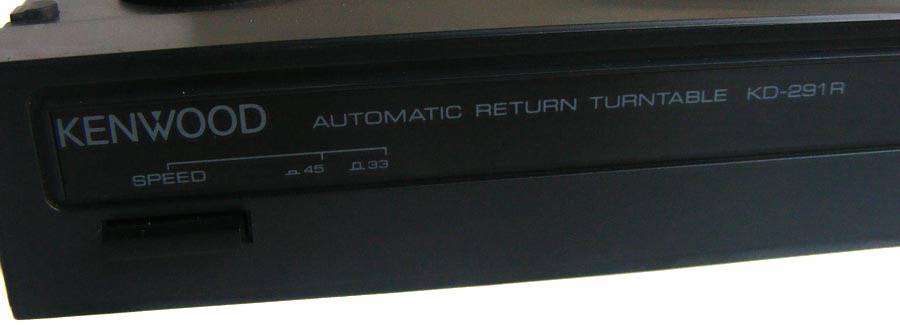 KENWOOD AUTOMATIC RETURN TURNTABLE KD-291R
SPEED 45 33